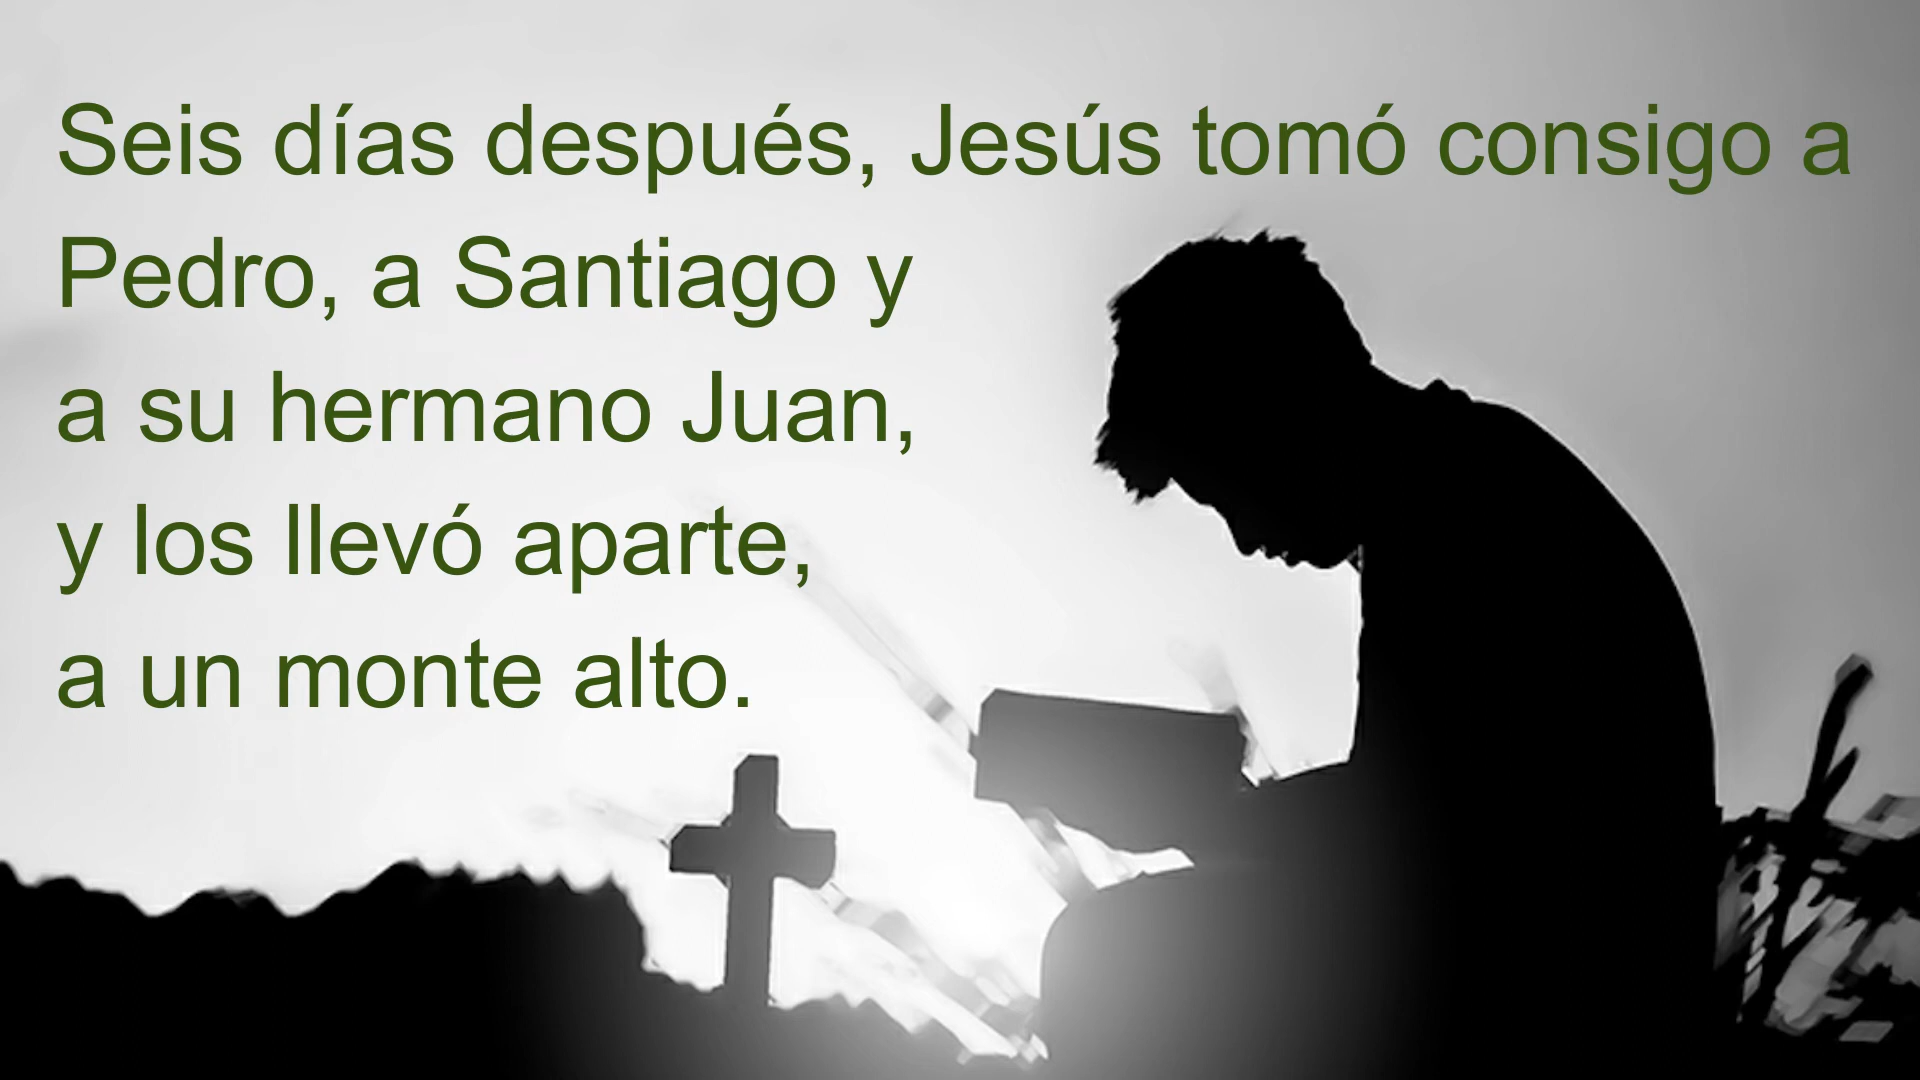 Seis días después, Jesús tomó consigo a
Pedro, a Santiago y
a su hermano Juan,
y los llevó aparte,
a un monte alto.